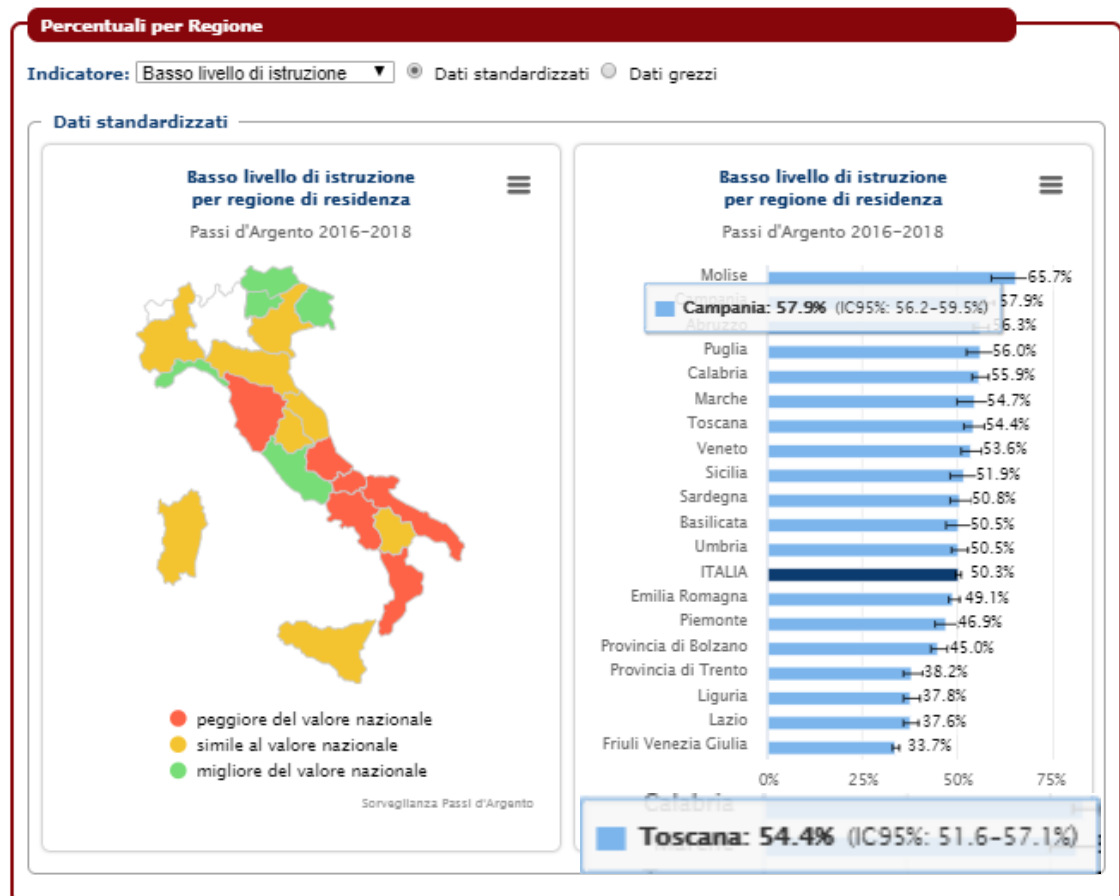 Percentuali per Regione
Indicatore: Basso livello di istruzione ▼ Dati standardizzati Dati grezzi
Dati standardizzati
Basso livello di istruzione
per regione di residenza
Passi d'Argento 2016-2018
peggiore del valore nazionale
simile al valore nazionale
migliore del valore nazionale
Sorveglianza Passi d'Argento
Basso livello di istruzione
per regione di residenza
Passi d'Argento 2016-2018
Molise 65.7%
Campania 57.9%
Campania: 57.9% (IC95%: 56.2-59.5%)
Abruzzo 56.3%
Puglia 56.0%
Calabria 55.9%
Marche 54.7%
Toscana 54.4%
Veneto 53.6%
Sicilia 51.9%
Sardegna 50.8%
Basilicata 50.5%
Umbria 50.5%
ITALIA 50.3%
Emilia Romagna 49.1%
Piemonte 46.9%
Provincia di Bolzano 45.0%
Provincia di Trento 38.2%
Liguria 37.8%
Lazio 37.6%
Friuli Venezia Giulia 33.7%
0% 25% 50% 75%
Calabria
Toscana: 54.4% (IC95%: 51.6-57.1%)